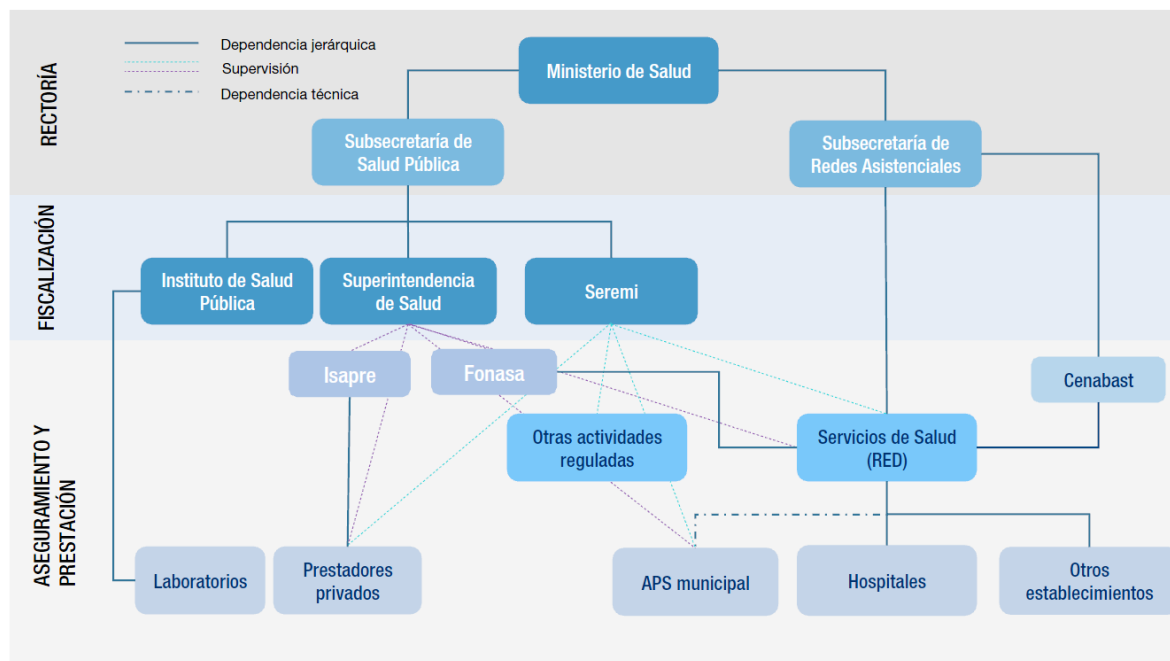 RECTORÍA
Dependencia jerárquica
Supervisión
Dependencia técnica
Ministerio de Salud
Subsecretaría de
Salud Pública
Subsecretaría de
Redes Asistenciales
FISCALIZACIÓN
Instituto de Salud
Pública
Superintendencia
de Salud
Seremi
ASEGURAMIENTO Y
PRESTACIÓN
Isapre
Fonasa
Cenabast
Otras actividades
reguladas
Servicios de Salud
(RED)
Laboratorios
Prestadores
privados
APS municipal
Hospitales
Otros
establecimientos